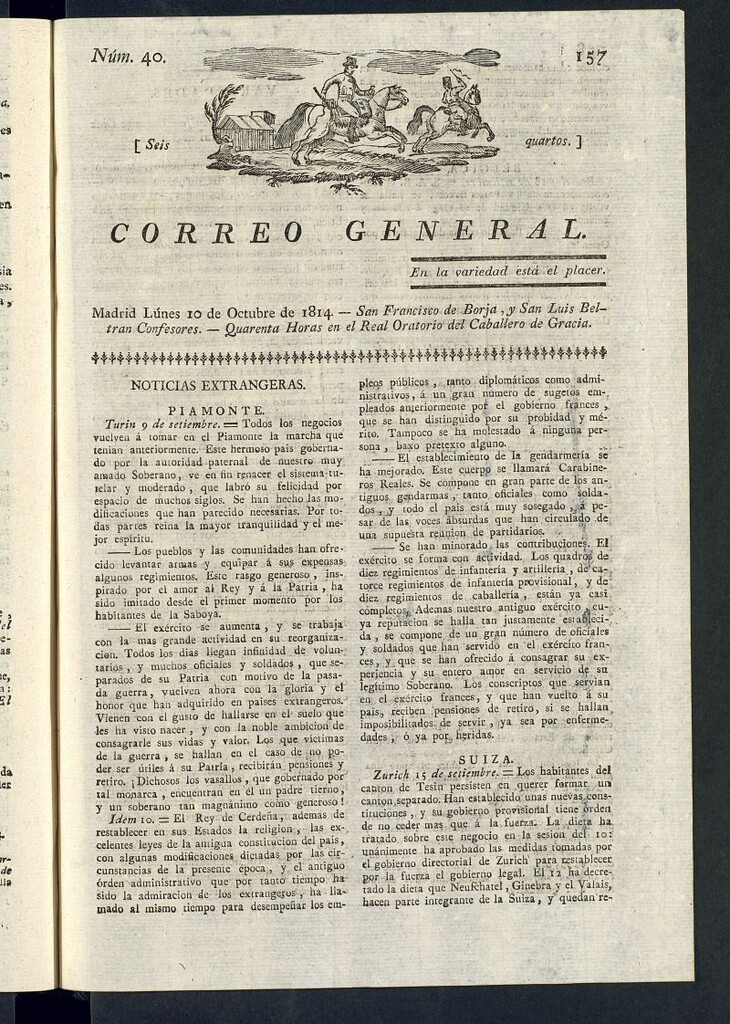 Núm. 40.
157
[ Seis
quartos. ]
CORREO GENERAL.
En la variedad está el placer.
Madrid Lúnes 10 de Octubre de 1814. — San Francisco de Borja, y San Luis Bel-
tran Confesores. — Quarenta Horas en el Real Oratorio del Caballero de Gracia.
NOTICIAS EXTRANGERAS.
PIAMONTE.
Turin 9 de setiembre. = Todos los negocios
vuelven á tomar en el Piamonte la marcha que
tenian anteriormente. Este hermoso pais goberna-
do por la autoridad paternal de nuestro muy
amado Soberano, ve en fin renacer el sistema tu-
telar y moderado, que labró su felicidad por
espacio de muchos siglos. Se han hecho las mo-
dificaciones que han parecido necesarias. Por to-
das partes reina la mayor tranquilidad y el me-
jor espíritu.
— Los pueblos y las comunidades han ofre-
cido levantar armas y equipar á sus expensas
algunos regimientos. Este rasgo generoso, ins-
pirado por el amor al Rey y á la Patria, ha
sido imitado desde el primer momento por los
habitantes de la Saboya.
— El exército se aumenta, y se trabaja
con la mas grande actividad en su reorganiza-
cion. Todos los dias llegan infinidad de volun-
tarios, y muchos oficiales y soldados, que se-
parados de su Patria con motivo de la pasa-
da guerra, vuelven ahora con la gloria y el
honor que han adquirido en paises extrangeros.
Vienen con el gusto de hallarse en el suelo que
les ha visto nacer, y con la noble ambicion de
consagrarle sus vidas y valor. Los que víctimas
de la guerra, se hallen en el caso de no po-
der ser útiles á su Patria, recibirán pensiones y
retiro. ¡Dichosos los vasallos, que gobernado por
tal monarca, encuentran en él un padre tierno,
y un soberano tan magnánimo como generoso!
Idem 10. = El Rey de Cerdeña, ademas de
restablecer en sus Estados la religion, las ex-
celentes leyes de la antigua constitucion del pais,
con algunas modificaciones dictadas por las cir-
cunstancias de la presente época, y el antiguo
órden administrativo que por tanto tiempo ha
sido la admiracion de los extrangeros, ha lla-
mado al mismo tiempo para desempeñar los em-
pleos públicos, tanto diplomáticos como admi-
nistrativos, á un gran número de sugetos em-
pleados anteriormente por el gobierno frances,
que se han distinguido por su probidad y mé-
rito. Tampoco se ha molestado á ninguna per-
sona, baxo pretexto alguno.
— El establecimiento de la gendarmería se
ha mejorado. Este cuerpo se llamará Carabine-
ros Reales. Se compone en gran parte de los an-
tiguos gendarmas, tanto oficiales como solda-
dos, y todo el pais está muy sosegado, á pe-
sar de las voces absurdas que han circulado de
una supuesta reunion de partidarios.
— Se han minorado las contribuciones. El
exército se forma con actividad. Los quadros de
diez regimientos de infantería y artillería, de ca-
torce regimientos de infantería provisional, y de
diez regimientos de caballería, están ya casi
completos. Ademas nuestro antiguo exército, cu-
ya reputacion se halla tan justamente estableci-
da, se compone de un gran número de oficiales
y soldados que han servido en el exército fran-
ces, y que se han ofrecido á consagrar su ex-
periencia y su entero amor en servicio de su
legítimo Soberano. Los conscriptos que servian
en el exército frances, y que han vuelto á su
pais, reciben pensiones de retiro, si se hallan
imposibilitados de servir, ya sea por enferme-
dades, ó ya por heridas.
SUIZA.
Zurich 15 de setiembre. = Los habitantes del
canton de Tesin persisten en querer formar un
canton separado. Han establecido unas nuevas cons-
tituciones, y su gobierno provisional tiene órden
de no ceder mas que á la fuerza. La dieta ha
tratado sobre este negocio en la sesion del 10:
unánimente ha aprobado las medidas tomadas por
el gobierno directorial de Zurich para restablecer
por la fuerza el gobierno legal. El 12 ha decre-
tado la dieta que Neufchatel, Ginebra y el Valais,
hacen parte integrante de la Suiza, y quedan re-